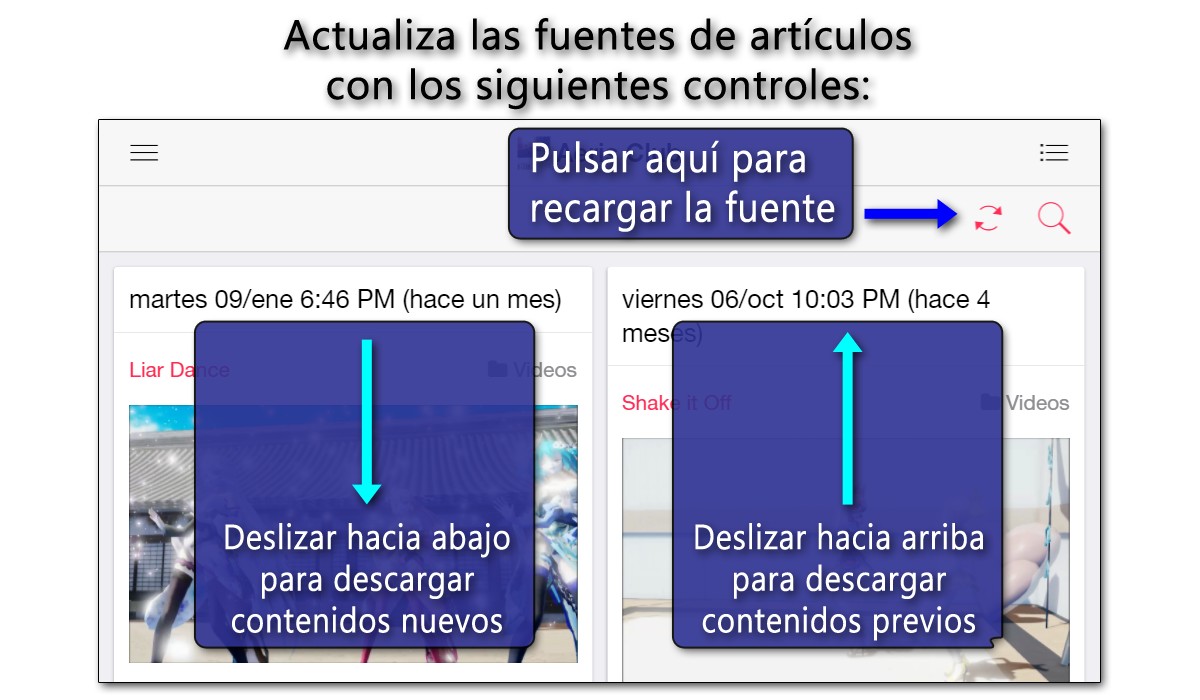 Actualiza las fuentes de artículos
con los siguientes controles:
Pulsar aquí para
recargar la fuente
martes 09/ene 6:46 PM (hace un mes)
viernes 06/oct 10:03 PM (hace 4
meses)
Liar Dance
Videos
Shake it Off
Videos
Deslizar hacia abajo
para descargar
contenidos nuevos
Deslizar hacia arriba
para descargar
contenidos previos